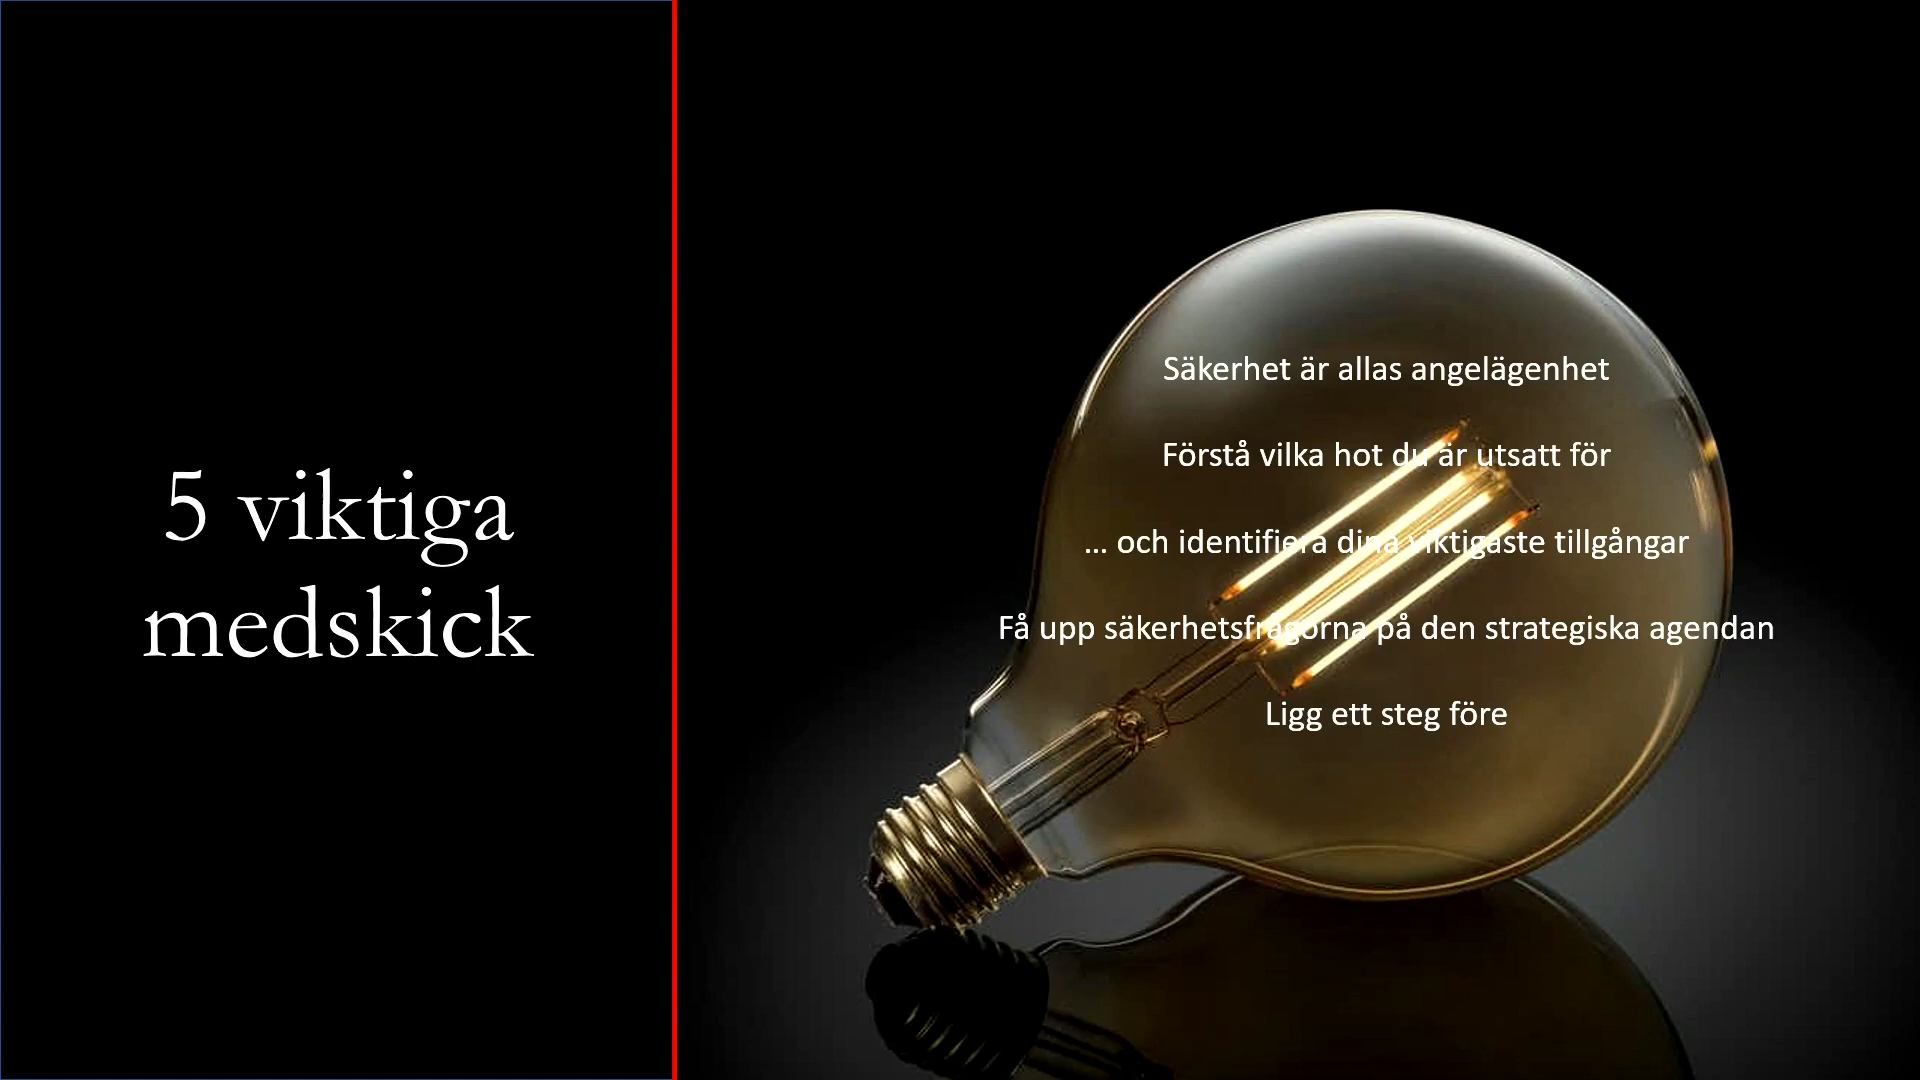 5 viktiga
medskick
Säkerhet är allas angelägenhet
Förstå vilka hot du är utsatt för
... och identifiera dina viktigaste tillgångar
Få upp säkerhetsfrågorna på den strategiska agendan
Ligg ett steg före